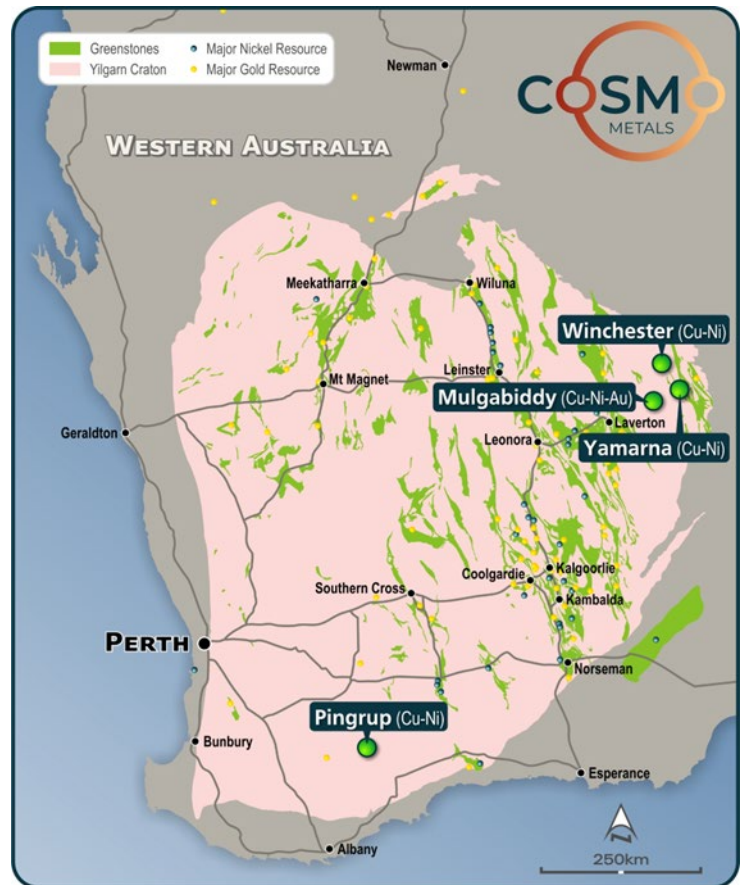 Greenstones
Major Nickel Resource
Yilgarn Craton
Major Gold Resource
Newman
COSMO
METALS
WESTERN AUSTRALIA
Meekatharra
Wiluna
Winchester (Cu-Ni)
Leinster
Mt Magnet
Mulgabiddy (Cu-Ni-Au)
Laverton
Geraldton
Leonora
Yamarna (Cu-Ni)
Coolgardie
Kalgoorlie
Southern Cross
Kambalda
PERTH
Norseman
Pingrup (Cu-Ni)
Bunbury
Esperance
N
Albany
250km